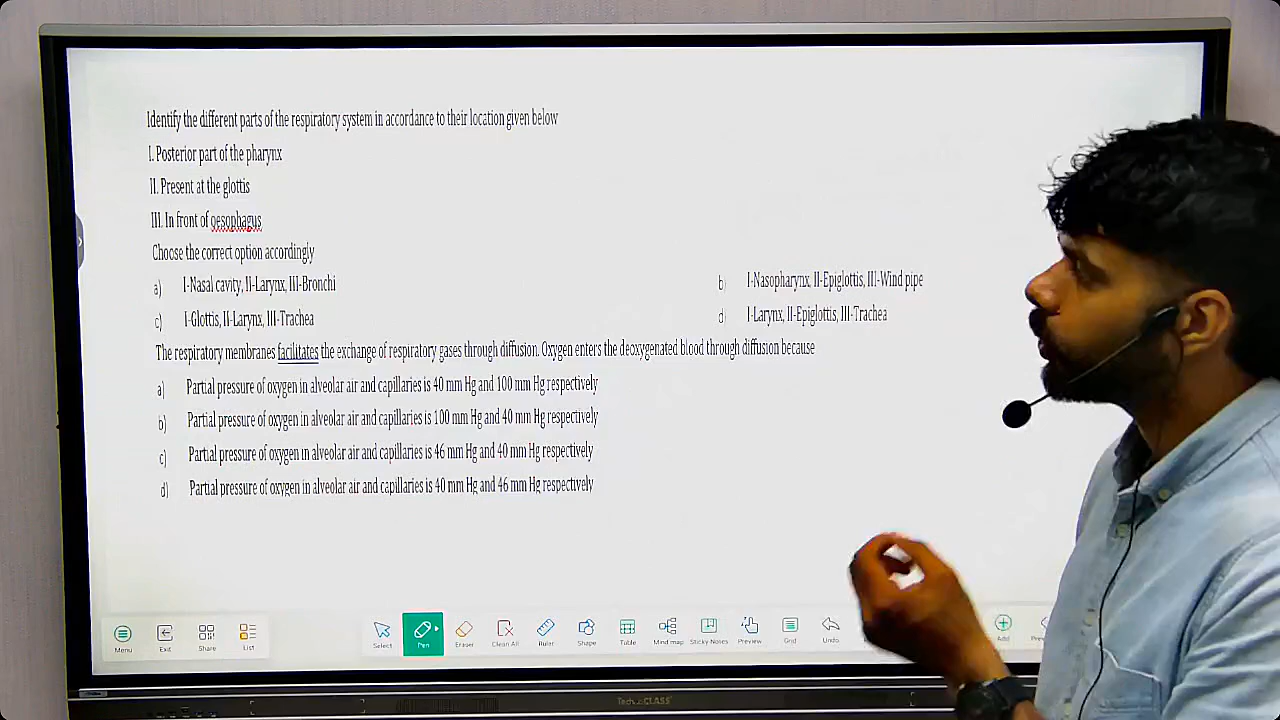 Identify the different parts of the respiratory system in accordance to their location given below
I. Posterior part of the pharynx
II. Present at the glottis
III. In front of oesophagus
Choose the correct option accordingly
a) I-Nasal cavity, II-Larynx, III-Bronchi
b) I-Nasopharynx, II-Epiglottis, III-Wind pipe
c) I-Glottis, II-Larynx, III-Trachea
d) I-Larynx, II-Epiglottis, III-Trachea
The respiratory membranes facilitates the exchange of respiratory gases through diffusion. Oxygen enters the deoxygenated blood through diffusion because
a) Partial pressure of oxygen in alveolar air and capillaries is 40 mm Hg and 100 mm Hg respectively
b) Partial pressure of oxygen in alveolar air and capillaries is 100 mm Hg and 40 mm Hg respectively
c) Partial pressure of oxygen in alveolar air and capillaries is 46 mm Hg and 40 mm Hg respectively
d) Partial pressure of oxygen in alveolar air and capillaries is 40 mm Hg and 46 mm Hg respectively
Menu Exit Share List Select Pen Eraser Clean All Ruler Shape Table Mind map Sticky Notes Preview Grid Undo Add